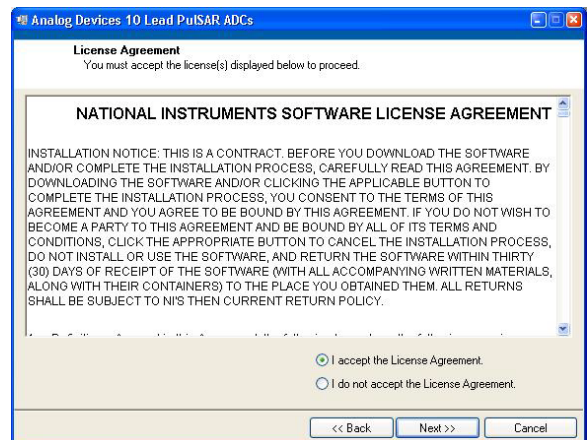 Analog Devices 10 Lead PulSAR ADCs
License Agreement
You must accept the license(s) displayed below to proceed.
NATIONAL INSTRUMENTS SOFTWARE LICENSE AGREEMENT
INSTALLATION NOTICE: THIS IS A CONTRACT. BEFORE YOU DOWNLOAD THE SOFTWARE
AND/OR COMPLETE THE INSTALLATION PROCESS, CAREFULLY READ THIS AGREEMENT. BY
DOWNLOADING THE SOFTWARE AND/OR CLICKING THE APPLICABLE BUTTON TO
COMPLETE THE INSTALLATION PROCESS, YOU CONSENT TO THE TERMS OF THIS
AGREEMENT AND YOU AGREE TO BE BOUND BY THIS AGREEMENT. IF YOU DO NOT WISH TO
BECOME A PARTY TO THIS AGREEMENT AND BE BOUND BY ALL OF ITS TERMS AND
CONDITIONS, CLICK THE APPROPRIATE BUTTON TO CANCEL THE INSTALLATION PROCESS,
DO NOT INSTALL OR USE THE SOFTWARE, AND RETURN THE SOFTWARE WITHIN THIRTY
(30) DAYS OF RECEIPT OF THE SOFTWARE (WITH ALL ACCOMPANYING WRITTEN MATERIALS,
ALONG WITH THEIR CONTAINERS) TO THE PLACE YOU OBTAINED THEM. ALL RETURNS
SHALL BE SUBJECT TO NI'S THEN CURRENT RETURN POLICY.
I accept the License Agreement.
I do not accept the License Agreement.
<< Back
Next >>
Cancel